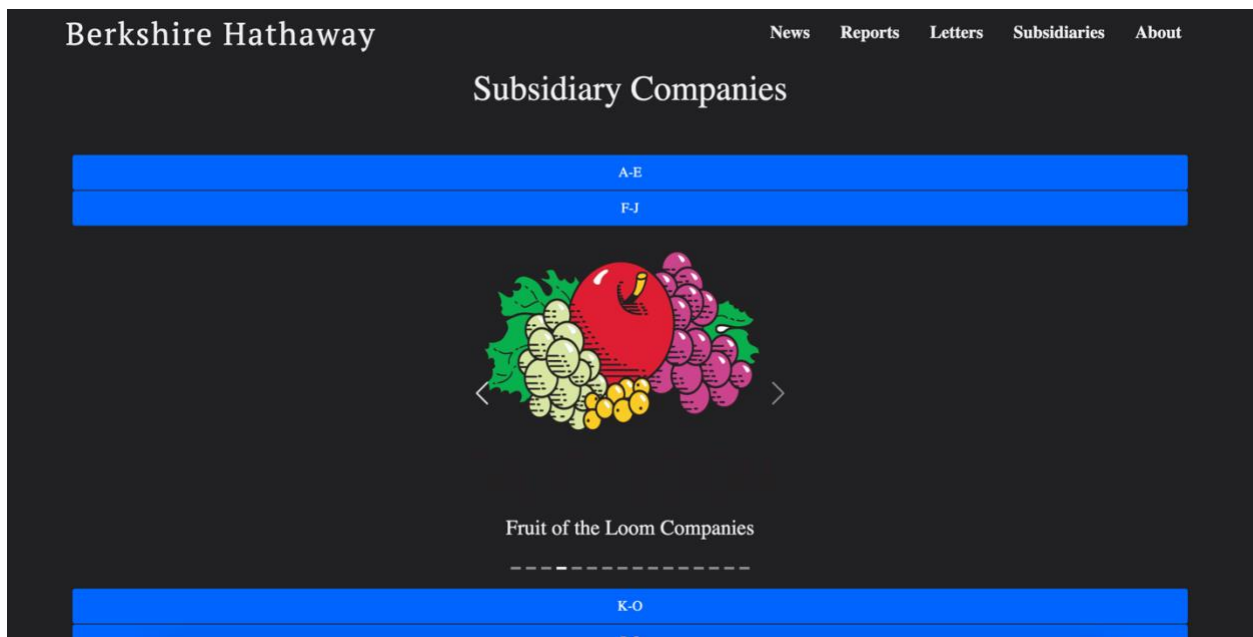 Berkshire Hathaway
News Reports Letters Subsidiaries About
Subsidiary Companies
A-E
F-J
Fruit of the Loom Companies
K-O